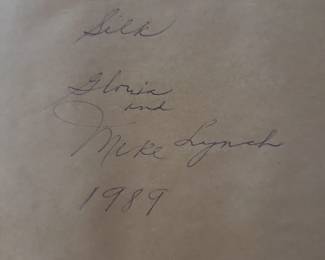 Silk
Gloria
and
Mike Lynch
1989